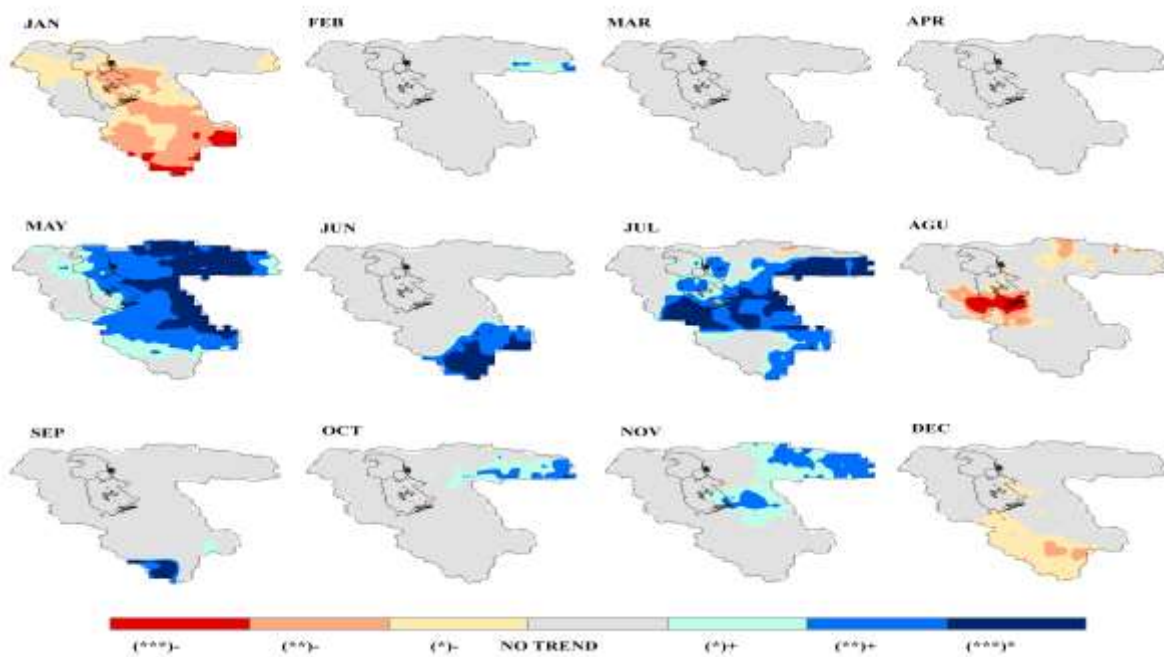 JAN FEB MAR APR
MAY JUN JUL AGU
SEP OCT NOV DEC
(***)- (**)- (*)- NO TREND (*)+ (**)+ (***)*